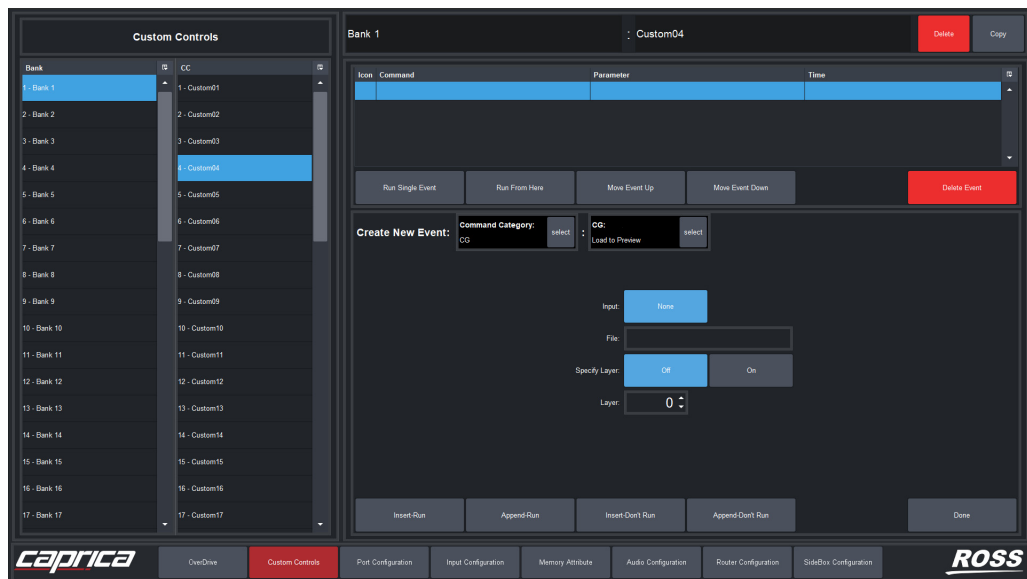 Custom Controls
Bank
CC
1 - Bank 1
1 - Custom01
2 - Bank 2
2 - Custom02
3 - Bank 3
3 - Custom03
4 - Bank 4
4 - Custom04
5 - Bank 5
5 - Custom05
6 - Bank 6
6 - Custom06
7 - Bank 7
7 - Custom07
8 - Bank 8
8 - Custom08
9 - Bank 9
9 - Custom09
10 - Bank 10
10 - Custom10
11 - Bank 11
11 - Custom11
12 - Bank 12
12 - Custom12
13 - Bank 13
13 - Custom13
14 - Bank 14
14 - Custom14
15 - Bank 15
15 - Custom15
16 - Bank 16
16 - Custom16
17 - Bank 17
17 - Custom17
Bank 1 : Custom04
Delete
Copy
Icon Command Parameter Time
Run Single Event
Run From Here
Move Event Up
Move Event Down
Delete Event
Create New Event:
Command Category:
CG
select
:
CG:
Load to Preview
select
Input: None
File:
Specify Layer: Off On
Layer: 0
Insert-Run
Append-Run
Insert-Don't Run
Append-Don't Run
Done
caprica
OverDrive
Custom Controls
Port Configuration
Input Configuration
Memory Attribute
Audio Configuration
Router Configuration
SideBox Configuration
ROSS